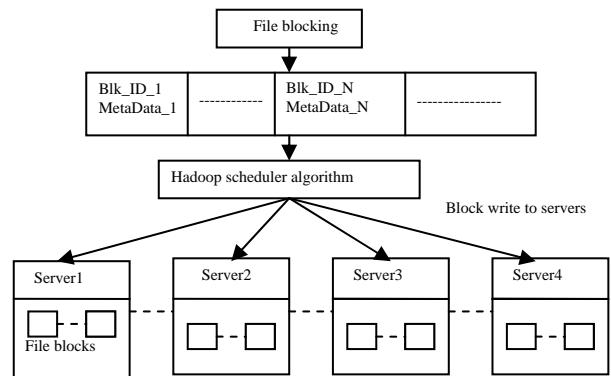 File blocking
Blk_ID_1
MetaData_1
-------------
Blk_ID_N
MetaData_N
----------------
Hadoop scheduler algorithm
Block write to servers
Server1
Server2
Server3
Server4
File blocks